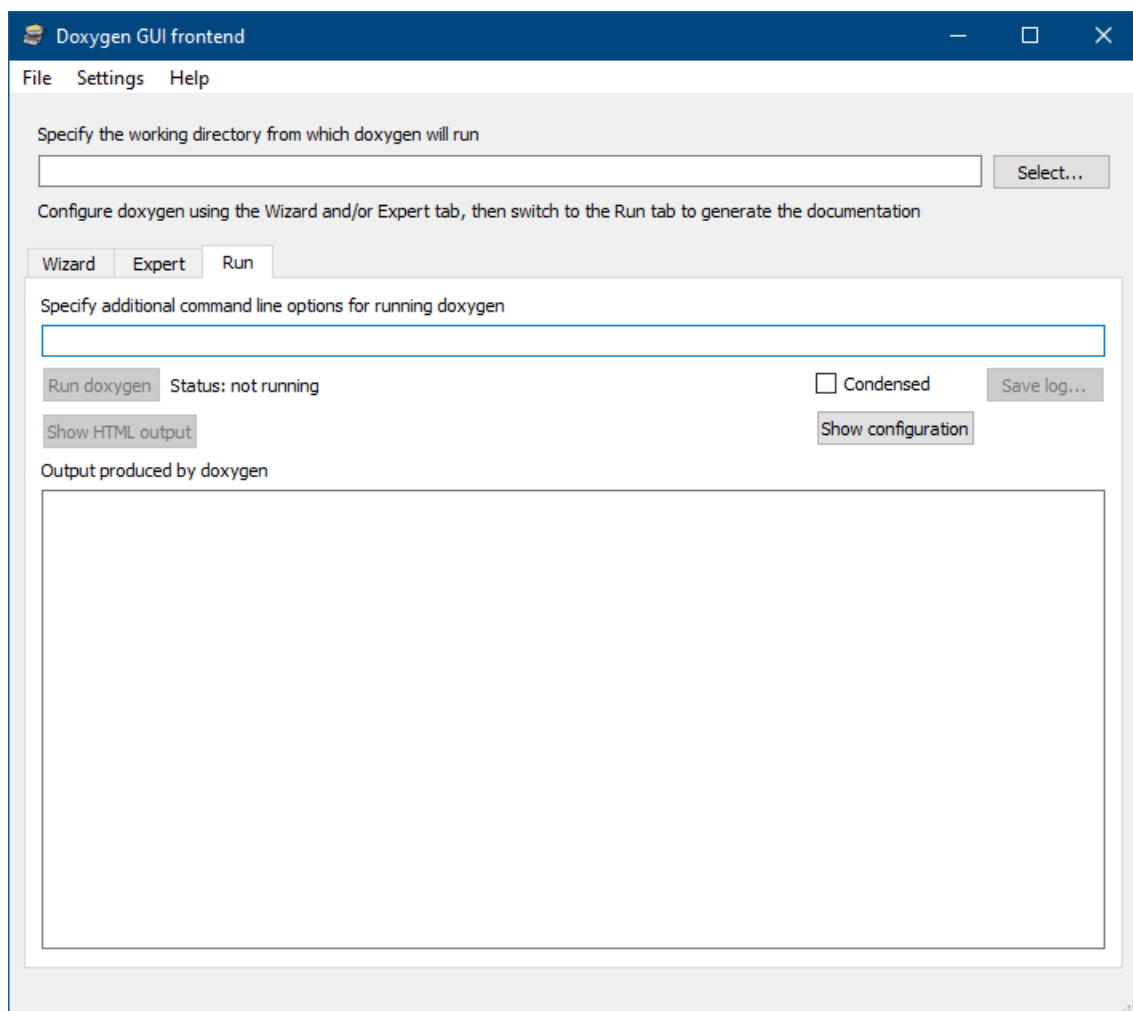 Doxygen GUI frontend
File Settings Help
Specify the working directory from which doxygen will run
Select...
Configure doxygen using the Wizard and/or Expert tab, then switch to the Run tab to generate the documentation
Wizard Expert Run
Specify additional command line options for running doxygen
Run doxygen Status: not running Condensed Save log...
Show HTML output Show configuration
Output produced by doxygen